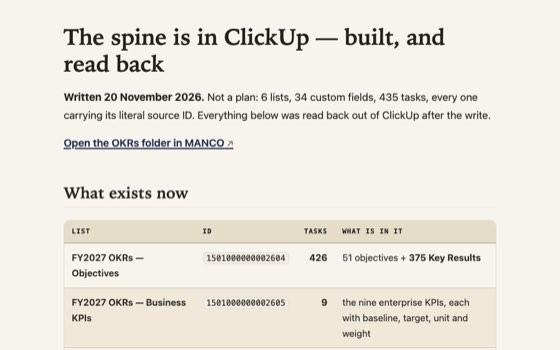 The spine is in ClickUp — built, and
read back
Written 20 November 2026. Not a plan: 6 lists, 34 custom fields, 435 tasks, every one
carrying its literal source ID. Everything below was read back out of ClickUp after the write.
Open the OKRs folder in MANCO ↗
What exists now
LIST ID TASKS WHAT IS IN IT
FY2027 OKRs — 1501000000002604 426 51 objectives + 375 Key Results
Objectives
FY2027 OKRs — Business 1501000000002605 9 the nine enterprise KPIs, each
KPIs with baseline, target, unit and
weight